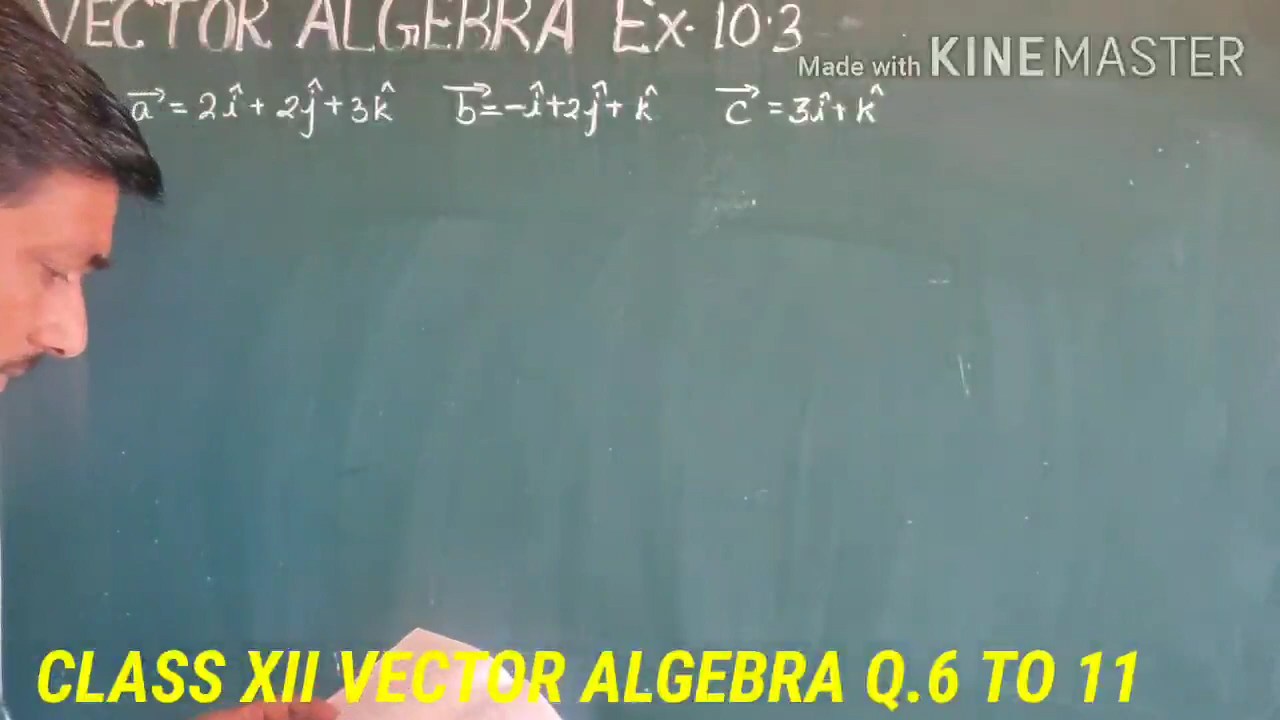 VECTOR ALGEBRA Ex. 10.3
Made with KINEMASTER
a⃗ = 2î + 2ĵ + 3k̂ b⃗ = -î + 2ĵ + k̂ c⃗ = 3î + k̂
CLASS XII VECTOR ALGEBRA Q.6 TO 11